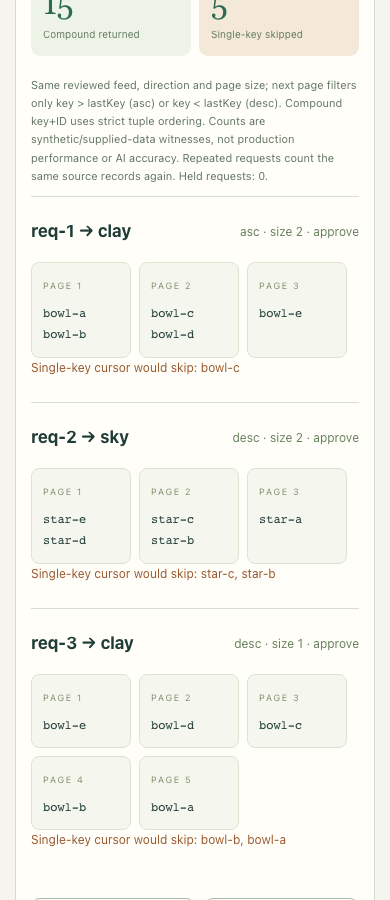 15
5
Compound returned
Single-key skipped
Same reviewed feed, direction and page size; next page filters
only key > lastKey (asc) or key < lastKey (desc). Compound
key+ID uses strict tuple ordering. Counts are
synthetic/supplied-data witnesses, not production
performance or AI accuracy. Repeated requests count the
same source records again. Held requests: 0.
req-1 → clay
asc · size 2 · approve
PAGE 1
bowl-a
bowl-b
PAGE 2
bowl-c
bowl-d
PAGE 3
bowl-e
Single-key cursor would skip: bowl-c
req-2 → sky
desc · size 2 · approve
PAGE 1
star-e
star-d
PAGE 2
star-c
star-b
PAGE 3
star-a
Single-key cursor would skip: star-c, star-b
req-3 → clay
desc · size 1 · approve
PAGE 1
bowl-e
PAGE 2
bowl-d
PAGE 3
bowl-c
PAGE 4
bowl-b
PAGE 5
bowl-a
Single-key cursor would skip: bowl-b, bowl-a